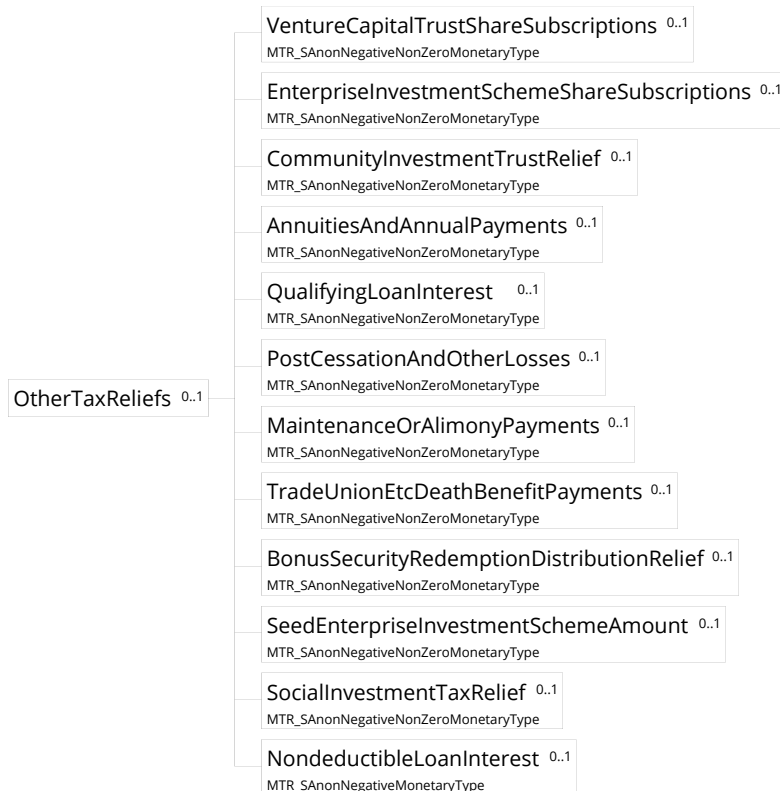 VentureCapitalTrustShareSubscriptions 0..1
MTR_SAnonNegativeNonZeroMonetaryType
EnterpriseInvestmentSchemeShareSubscriptions 0..1
MTR_SAnonNegativeNonZeroMonetaryType
CommunityInvestmentTrustRelief 0..1
MTR_SAnonNegativeNonZeroMonetaryType
AnnuitiesAndAnnualPayments 0..1
MTR_SAnonNegativeNonZeroMonetaryType
QualifyingLoanInterest 0..1
MTR_SAnonNegativeNonZeroMonetaryType
PostCessationAndOtherLosses 0..1
MTR_SAnonNegativeNonZeroMonetaryType
OtherTaxReliefs 0..1
MaintenanceOrAlimonyPayments 0..1
MTR_SAnonNegativeNonZeroMonetaryType
TradeUnionEtcDeathBenefitPayments 0..1
MTR_SAnonNegativeNonZeroMonetaryType
BonusSecurityRedemptionDistributionRelief 0..1
MTR_SAnonNegativeNonZeroMonetaryType
SeedEnterpriseInvestmentSchemeAmount 0..1
MTR_SAnonNegativeNonZeroMonetaryType
SocialInvestmentTaxRelief 0..1
MTR_SAnonNegativeNonZeroMonetaryType
NondeductibleLoanInterest 0..1
MTR_SAnonNegativeMonetaryType